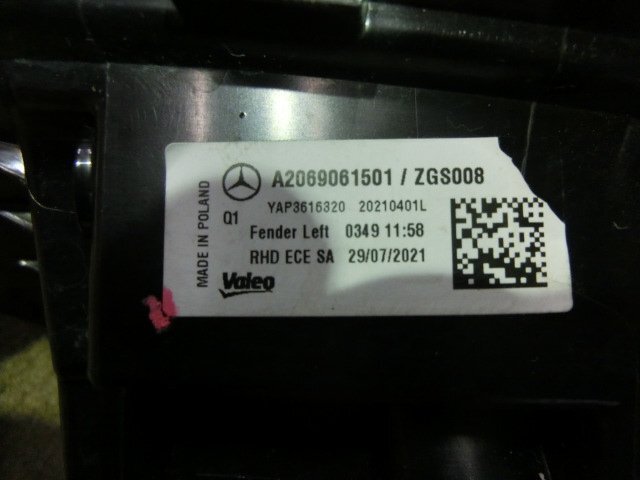 MADE IN POLAND
A2069061501 / ZGS008
Q1
YAP3616320 20210401L
Fender Left 0349 11:58
RHD ECE SA 29/07/2021
Valeo